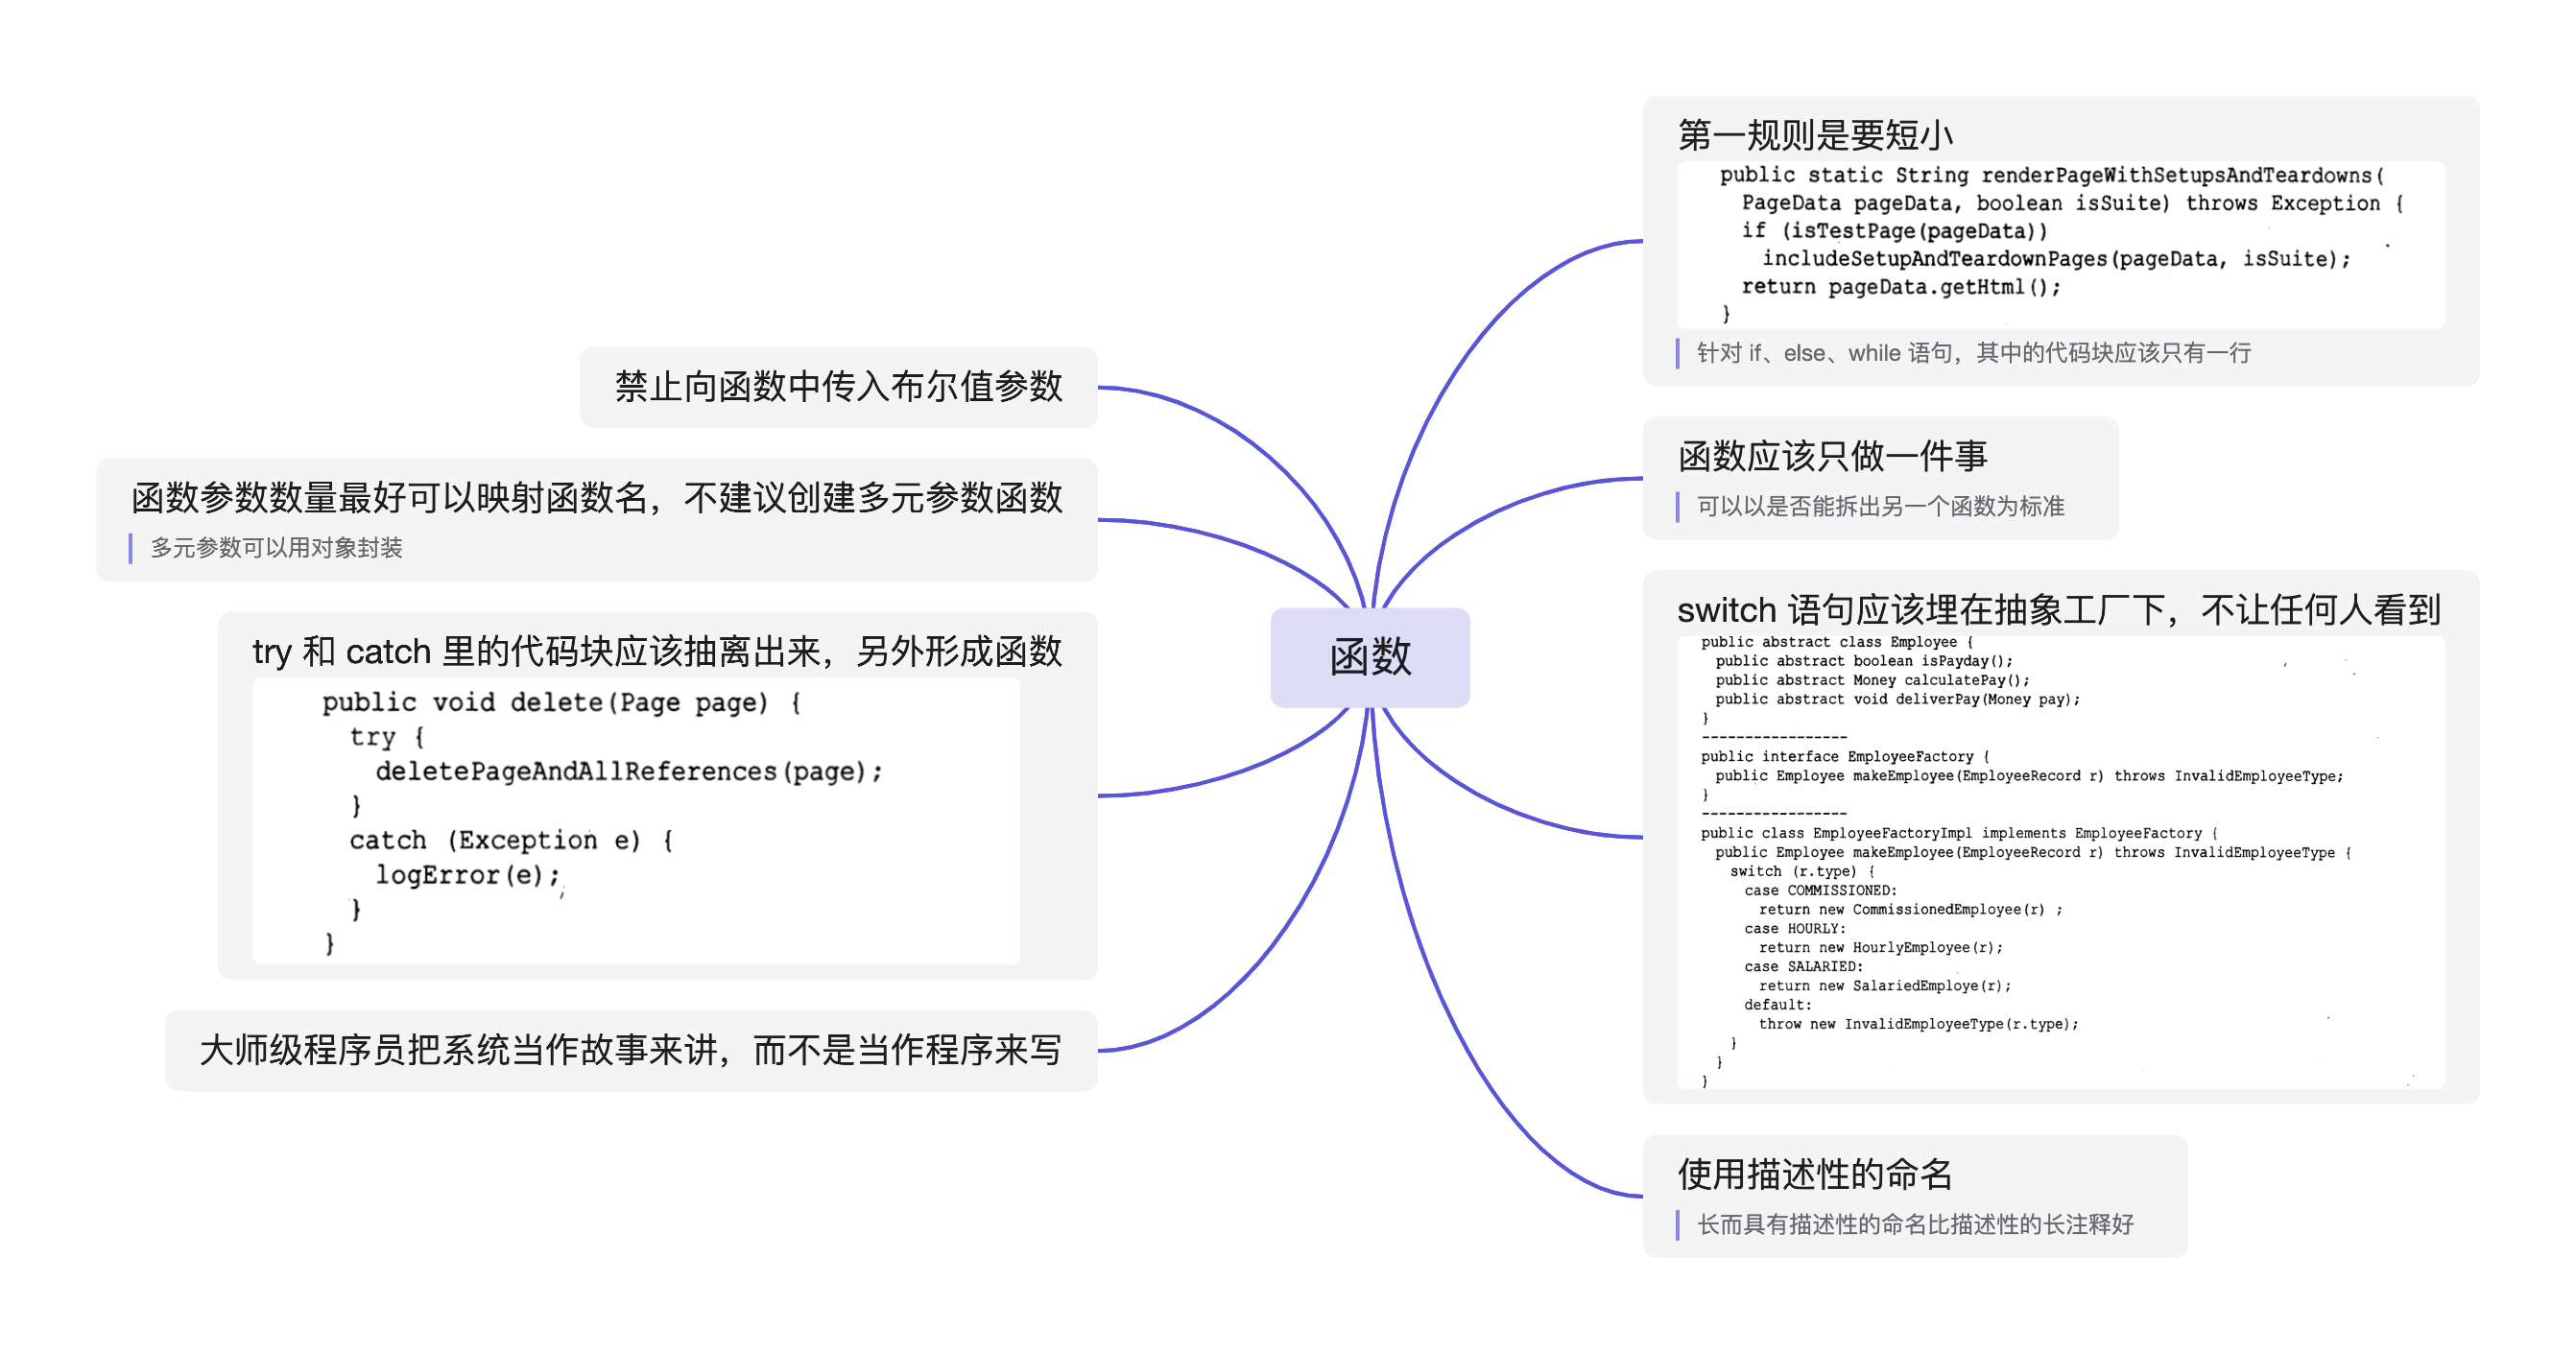 函数
第一规则是要短小
public static String renderPageWithSetupsAndTeardowns(
PageData pageData, boolean isSuite) throws Exception {
if (isTestPage(pageData))
includeSetupAndTeardownPages(pageData, isSuite);
return pageData.getHtml();
}
针对 if、else、while 语句，其中的代码块应该只有一行
函数应该只做一件事
可以以是否能拆出另一个函数为标准
switch 语句应该埋在抽象工厂下，不让任何人看到
public abstract class Employee {
public abstract boolean isPayday();
public abstract Money calculatePay();
public abstract void deliverPay(Money pay);
}
-----------------
public interface EmployeeFactory {
public Employee makeEmployee(EmployeeRecord r) throws InvalidEmployeeType;
}
-----------------
public class EmployeeFactoryImpl implements EmployeeFactory {
public Employee makeEmployee(EmployeeRecord r) throws InvalidEmployeeType {
switch (r.type) {
case COMMISSIONED:
return new CommissionedEmployee(r) ;
case HOURLY:
return new HourlyEmployee(r);
case SALARIED:
return new SalariedEmploye(r);
default:
throw new InvalidEmployeeType(r.type);
}
}
}
使用描述性的命名
长而具有描述性的命名比描述性的长注释好
禁止向函数中传入布尔值参数
函数参数数量最好可以映射函数名，不建议创建多元参数函数
多元参数可以用对象封装
try 和 catch 里的代码块应该抽离出来，另外形成函数
public void delete(Page page) {
try {
deletePageAndAllReferences(page);
}
catch (Exception e) {
logError(e);
}
}
大师级程序员把系统当作故事来讲，而不是当作程序来写